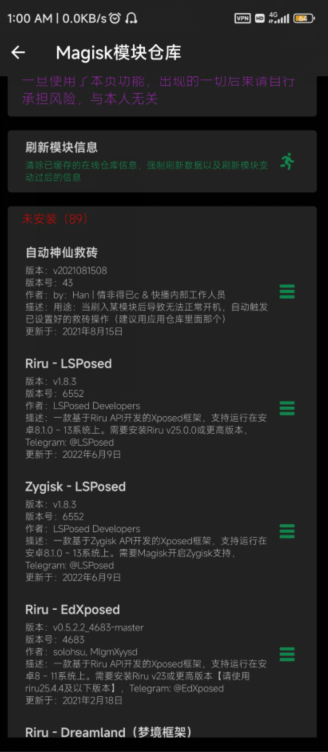 1:00 AM | 0.0KB/s
VPN HD 4G
Magisk模块仓库
一旦使用了本页功能，出现的一切后果请自行
承担风险，与本人无关
刷新模块信息
清除已缓存的在线仓库信息，强制刷新数据以及刷新模块变
动过后的信息
未安装（89）
自动神仙救砖
版本：v2021081508
版本号：43
作者：by：Han | 情非得已c & 快播内部工作人员
描述：用途：当刷入某模块后导致无法正常开机，自动触发
已设置好的救砖操作（建议用应用仓库里面那个）
更新于：2021年8月15日
Riru - LSPosed
版本：v1.8.3
版本号：6552
作者：LSPosed Developers
描述：一款基于Riru API开发的Xposed框架，支持运行在安
卓8.1.0 ~ 13系统上。需要安装Riru v25.0.0或更高版本，
Telegram: @LSPosed
更新于：2022年6月9日
Zygisk - LSPosed
版本：v1.8.3
版本号：6552
作者：LSPosed Developers
描述：一款基于Zygisk API开发的Xposed框架，支持运行在
安卓8.1.0 ~ 13系统上。需要Magisk开启Zygisk支持，
Telegram: @LSPosed
更新于：2022年6月9日
Riru - EdXposed
版本：v0.5.2.2_4683-master
版本号：4683
作者：solohsu, MlgmXyysd
描述：一款基于Riru API开发的Xposed框架，支持运行在安
卓8 ~ 11系统上。需要安装Riru v23或更高版本【请使用
riru25.4.4及以下版本】，Telegram: @EdXposed
更新于：2021年2月18日
Riru - Dreamland（梦境框架）